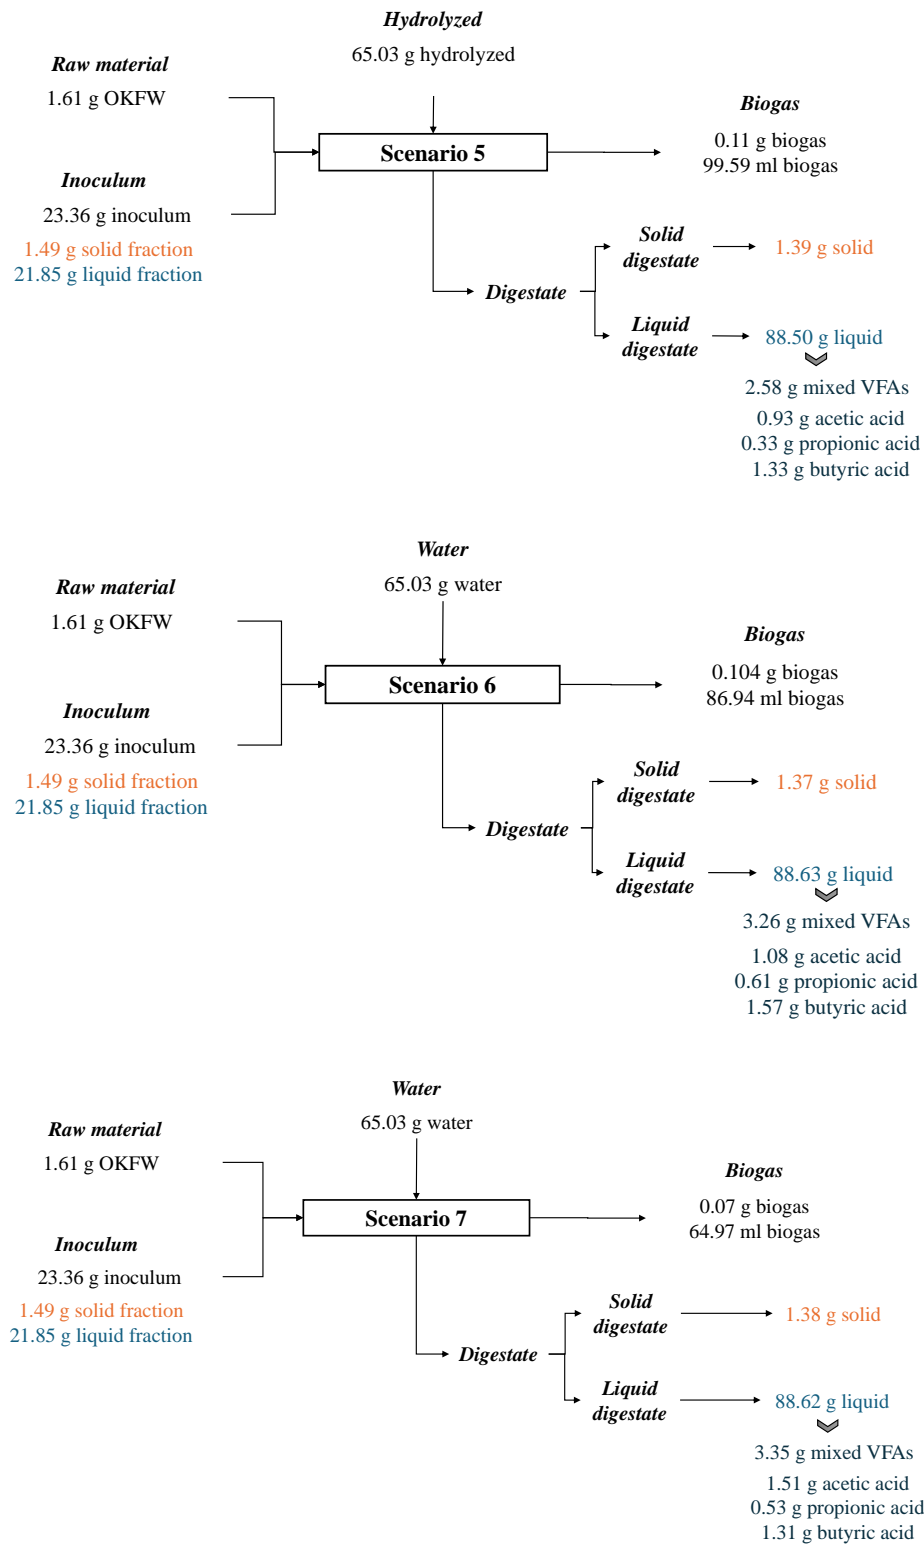 Hydrolyzed
65.03 g hydrolyzed
Raw material
1.61 g OKFW
Scenario 5
Biogas
0.11 g biogas
99.59 ml biogas
Inoculum
23.36 g inoculum
1.49 g solid fraction
21.85 g liquid fraction
Digestate
Solid
digestate
1.39 g solid
Liquid
digestate
88.50 g liquid
2.58 g mixed VFAs
0.93 g acetic acid
0.33 g propionic acid
1.33 g butyric acid
Water
65.03 g water
Raw material
1.61 g OKFW
Scenario 6
Biogas
0.104 g biogas
86.94 ml biogas
Inoculum
23.36 g inoculum
1.49 g solid fraction
21.85 g liquid fraction
Digestate
Solid
digestate
1.37 g solid
Liquid
digestate
88.63 g liquid
3.26 g mixed VFAs
1.08 g acetic acid
0.61 g propionic acid
1.57 g butyric acid
Water
65.03 g water
Raw material
1.61 g OKFW
Scenario 7
Biogas
0.07 g biogas
64.97 ml biogas
Inoculum
23.36 g inoculum
1.49 g solid fraction
21.85 g liquid fraction
Digestate
Solid
digestate
1.38 g solid
Liquid
digestate
88.62 g liquid
3.35 g mixed VFAs
1.51 g acetic acid
0.53 g propionic acid
1.31 g butyric acid